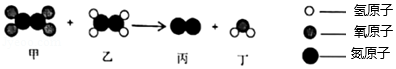 + + 
甲 乙 丙 丁
氢原子
氧原子
氮原子